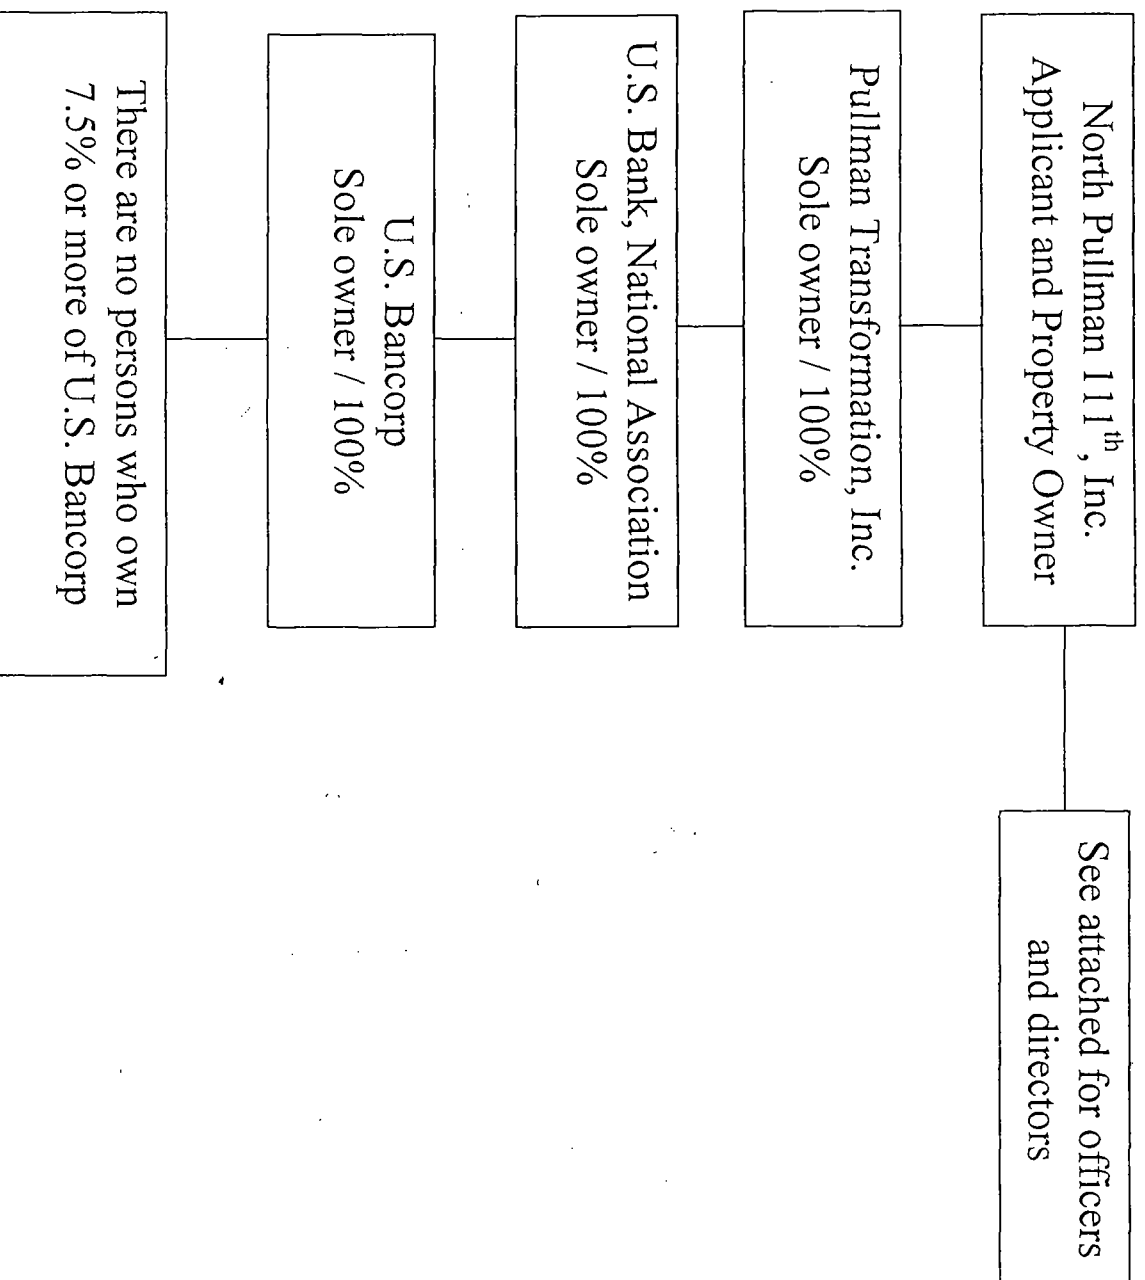 North Pullman 111th, Inc.
Applicant and Property Owner
See attached for officers
and directors
Pullman Transformation, Inc.
Sole owner / 100%
U.S. Bank, National Association
Sole owner / 100%
U.S. Bancorp
Sole owner / 100%
There are no persons who own
7.5% or more of U.S. Bancorp